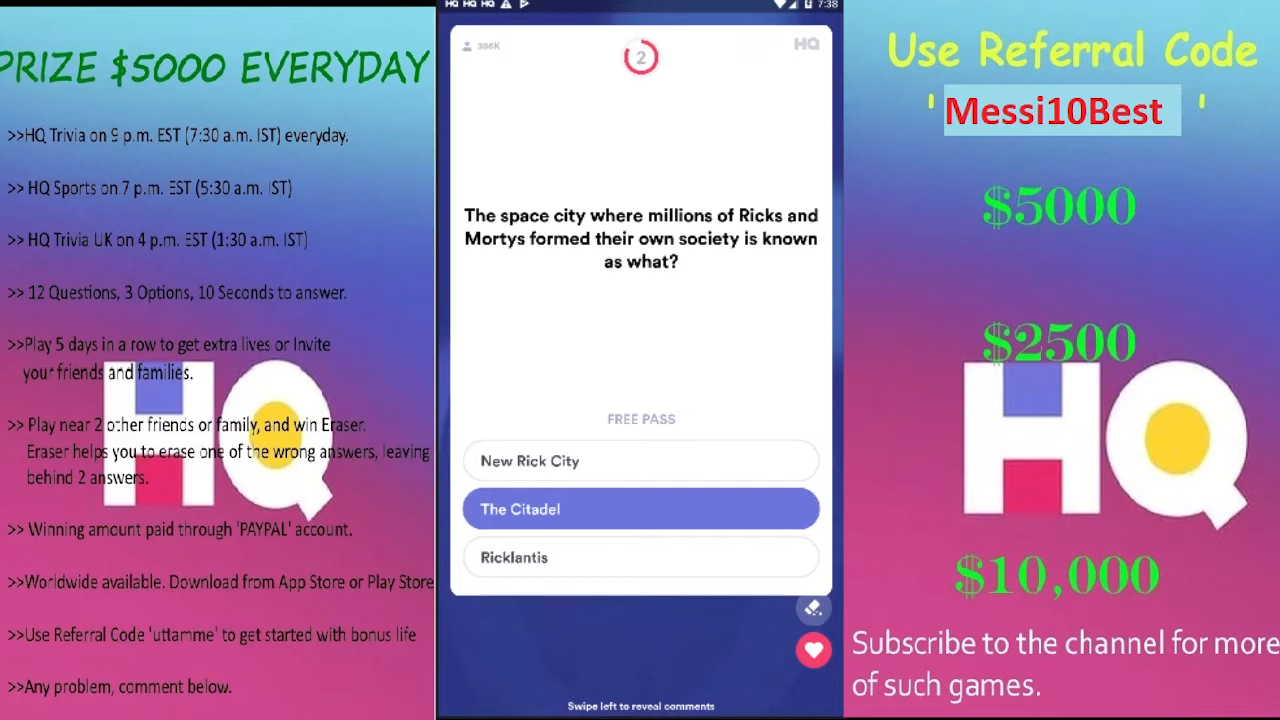 PRIZE $5000 EVERYDAY
>>HQ Trivia on 9 p.m. EST (7:30 a.m. IST) everyday.
>> HQ Sports on 7 p.m. EST (5:30 a.m. IST)
>> HQ Trivia UK on 4 p.m. EST (1:30 a.m. IST)
>> 12 Questions, 3 Options, 10 Seconds to answer.
>>Play 5 days in a row to get extra lives or Invite
your friends and families.
>> Play near 2 other friends or family, and win Eraser.
Eraser helps you to erase one of the wrong answers, leaving
behind 2 answers.
>> Winning amount paid through 'PAYPAL' account.
>>Worldwide available. Download from App Store or Play Store
>>Use Referral Code 'uttamme' to get started with bonus life
>>Any problem, comment below.
HQ
HQ HQ HQ 7:38
2 HQ
The space city where millions of Ricks and
Mortys formed their own society is known
as what?
FREE PASS
New Rick City
The Citadel
Ricklantis
Swipe left to reveal comments
Use Referral Code
' Messi10Best '
$5000
$2500
HQ
$10,000
Subscribe to the channel for more
of such games.